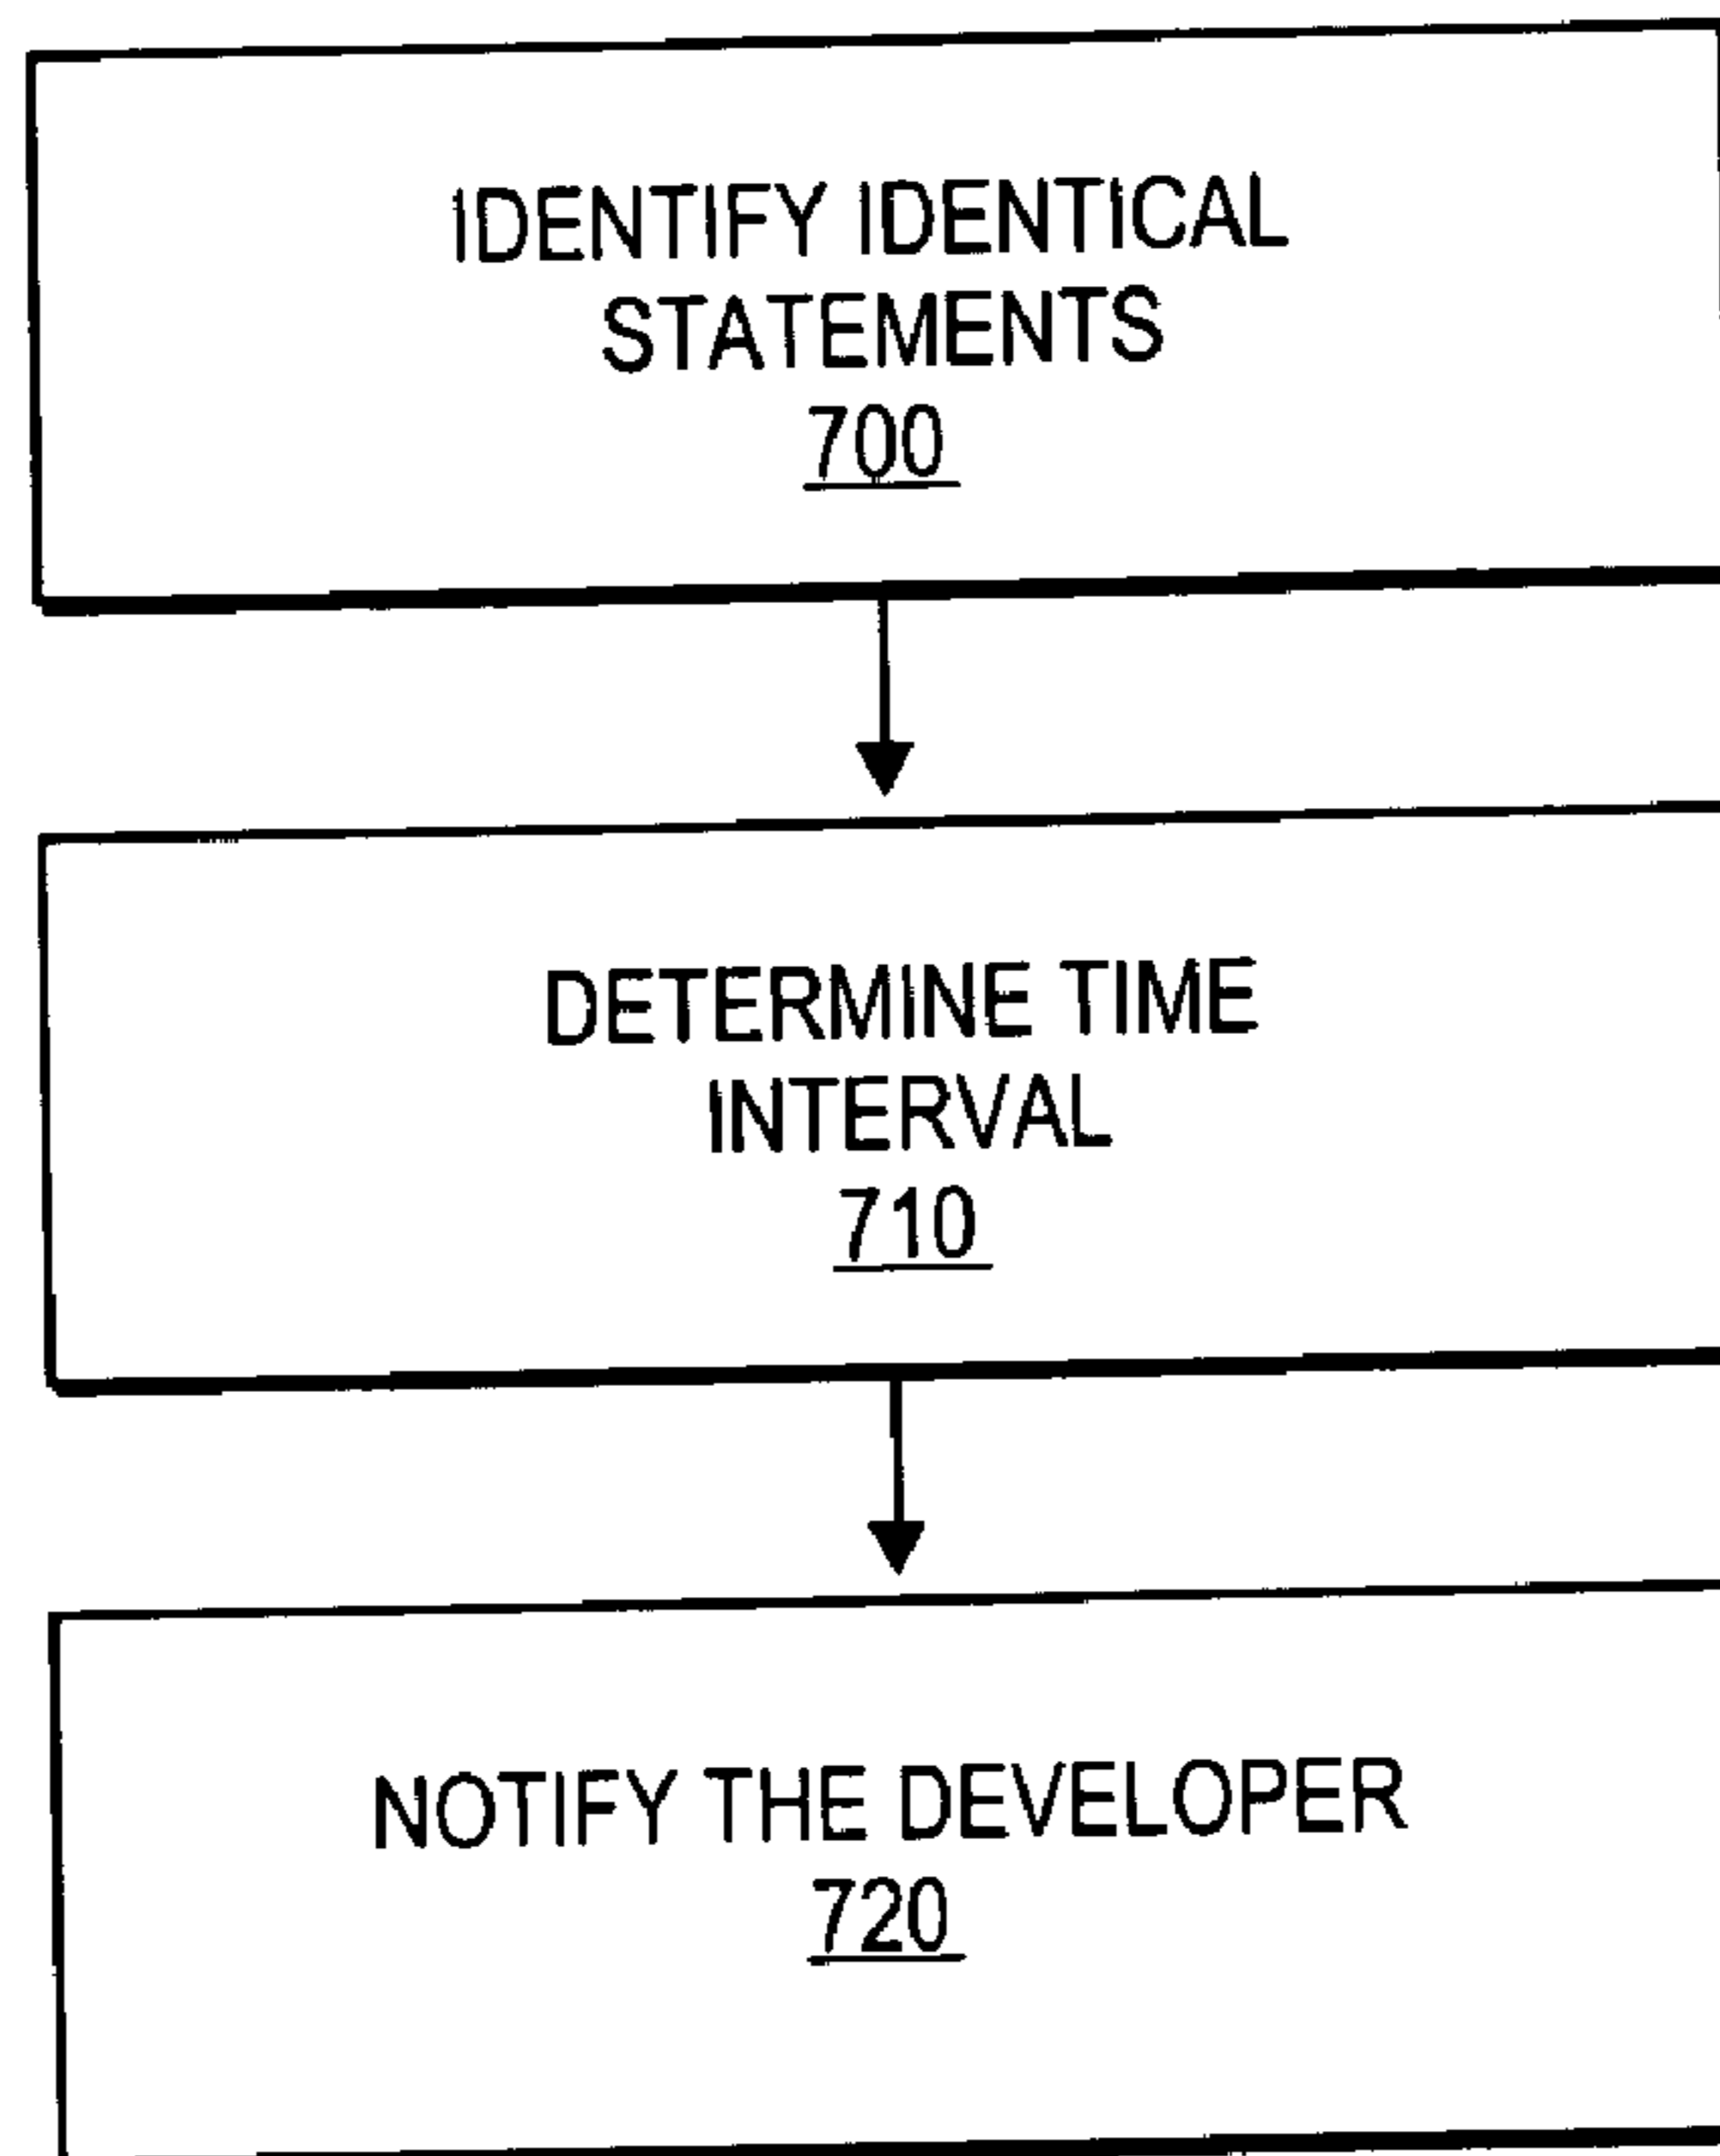 IDENTIFY IDENTICAL
STATEMENTS
700
DETERMINE TIME
INTERVAL
710
NOTIFY THE DEVELOPER
720